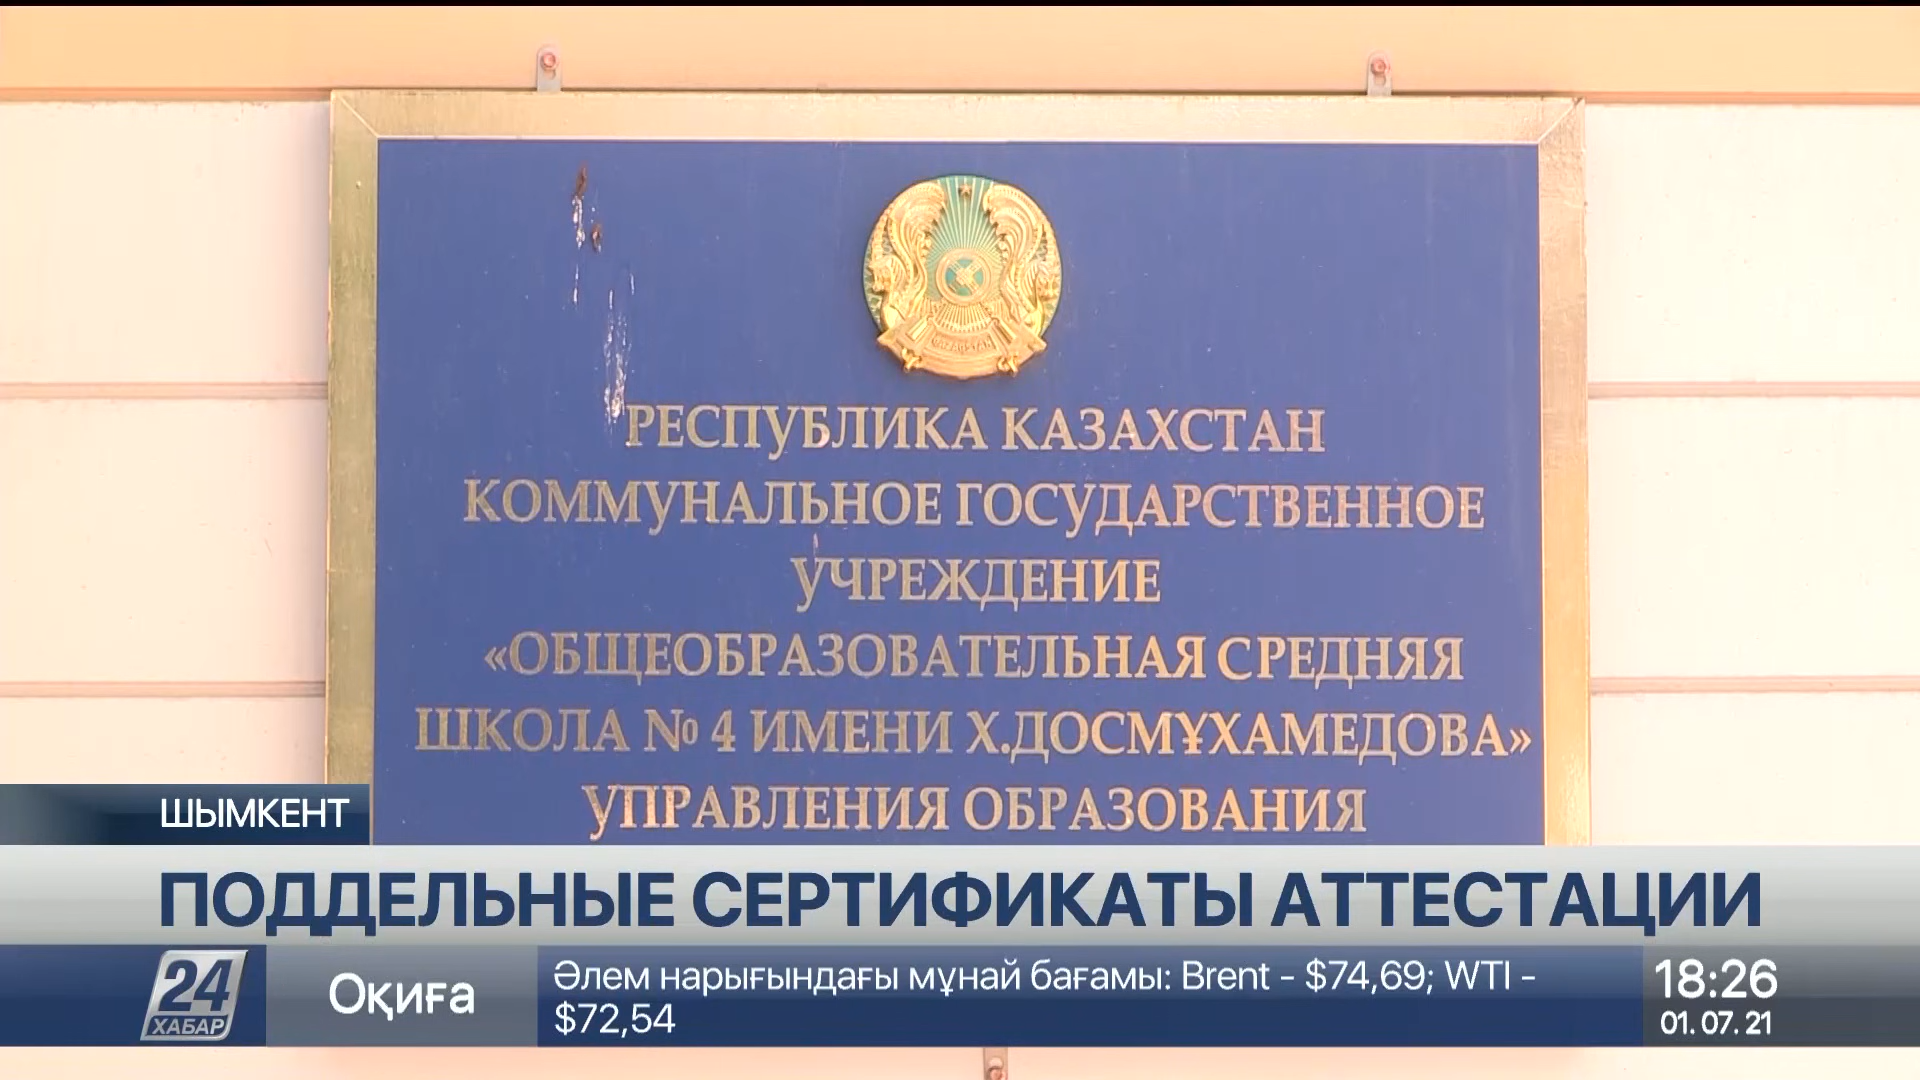 QAZAQSTAN
РЕСПУБЛИКА КАЗАХСТАН
КОММУНАЛЬНОЕ ГОСУДАРСТВЕННОЕ
УЧРЕЖДЕНИЕ
«ОБЩЕОБРАЗОВАТЕЛЬНАЯ СРЕДНЯЯ
ШКОЛА № 4 ИМЕНИ Х.ДОСМҰХАМЕДОВА»
УПРАВЛЕНИЯ ОБРАЗОВАНИЯ
ШЫМКЕНТ
ПОДДЕЛЬНЫЕ СЕРТИФИКАТЫ АТТЕСТАЦИИ
24
ХАБАР
Оқиға
Әлем нарығындағы мұнай бағамы: Brent - $74,69; WTI -
$72,54
18:26
01. 07. 21